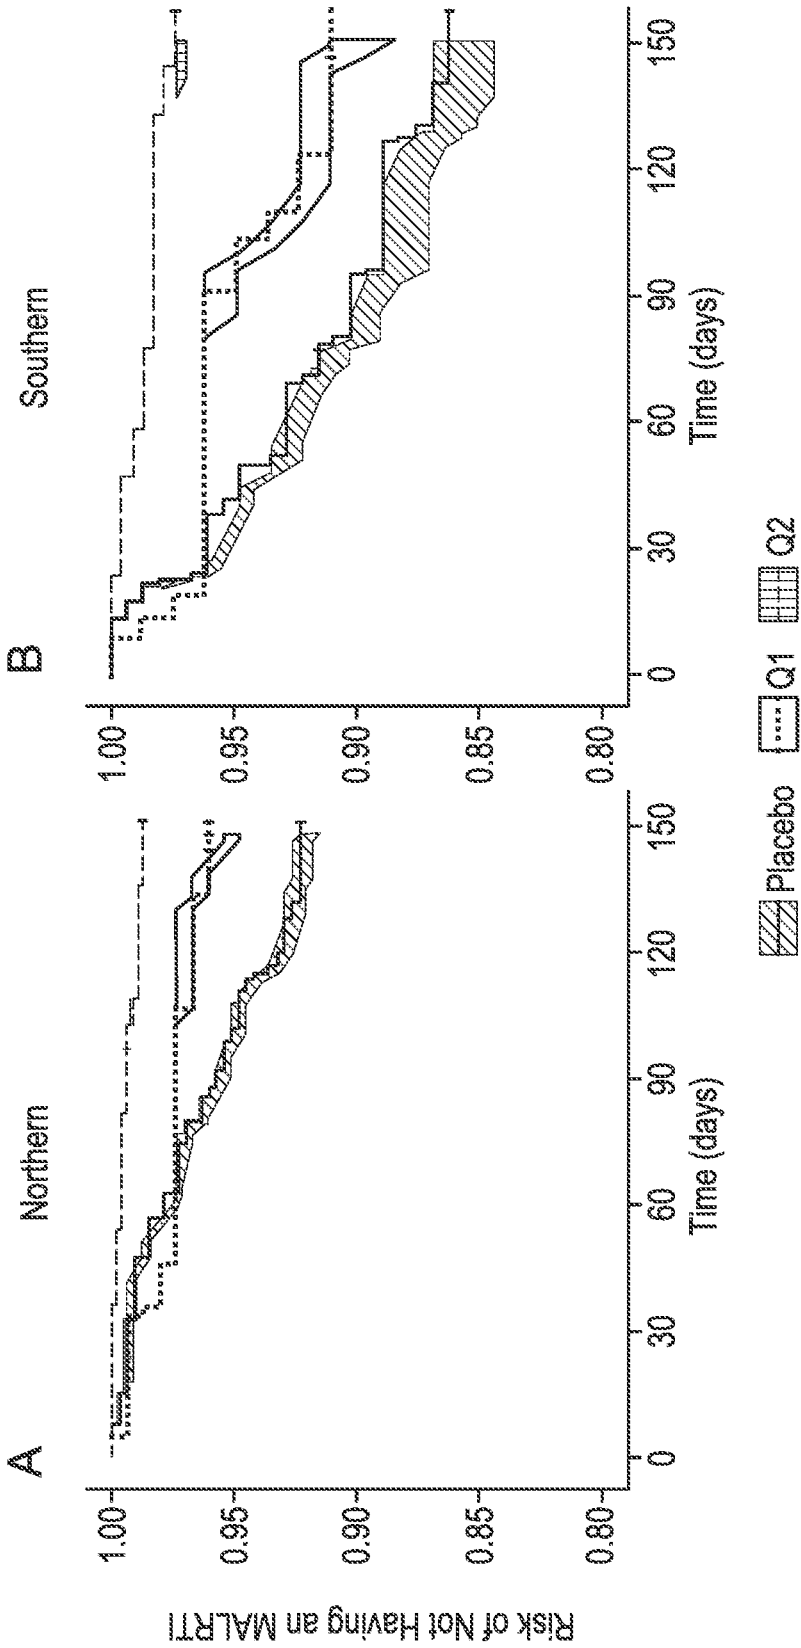 A
Northern
B
Southern
Risk of Not Having an MALRTI
1.00
0.95
0.90
0.85
0.80
0
30
60
90
120
150
Time (days)
1.00
0.95
0.90
0.85
0.80
0
30
60
90
120
150
Time (days)
Placebo
Q1
Q2